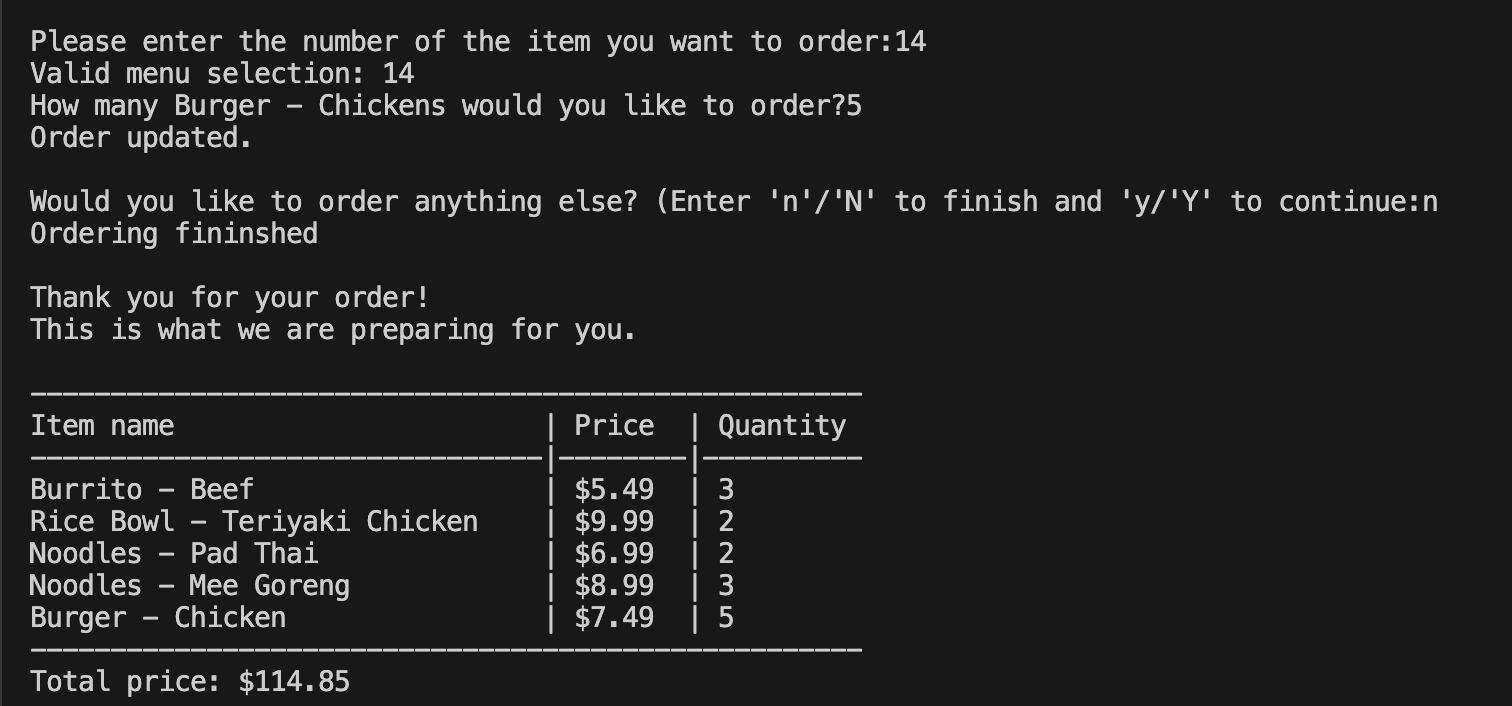 Please enter the number of the item you want to order:14
Valid menu selection: 14
How many Burger - Chickens would you like to order?5
Order updated.
Would you like to order anything else? (Enter 'n'/'N' to finish and 'y/'Y' to continue:n
Ordering fininshed
Thank you for your order!
This is what we are preparing for you.
----------------------------------------------------
Item name                       | Price  | Quantity
--------------------------------|--------|----------
Burrito - Beef                  | $5.49  | 3
Rice Bowl - Teriyaki Chicken    | $9.99  | 2
Noodles - Pad Thai              | $6.99  | 2
Noodles - Mee Goreng            | $8.99  | 3
Burger - Chicken                | $7.49  | 5
----------------------------------------------------
Total price: $114.85